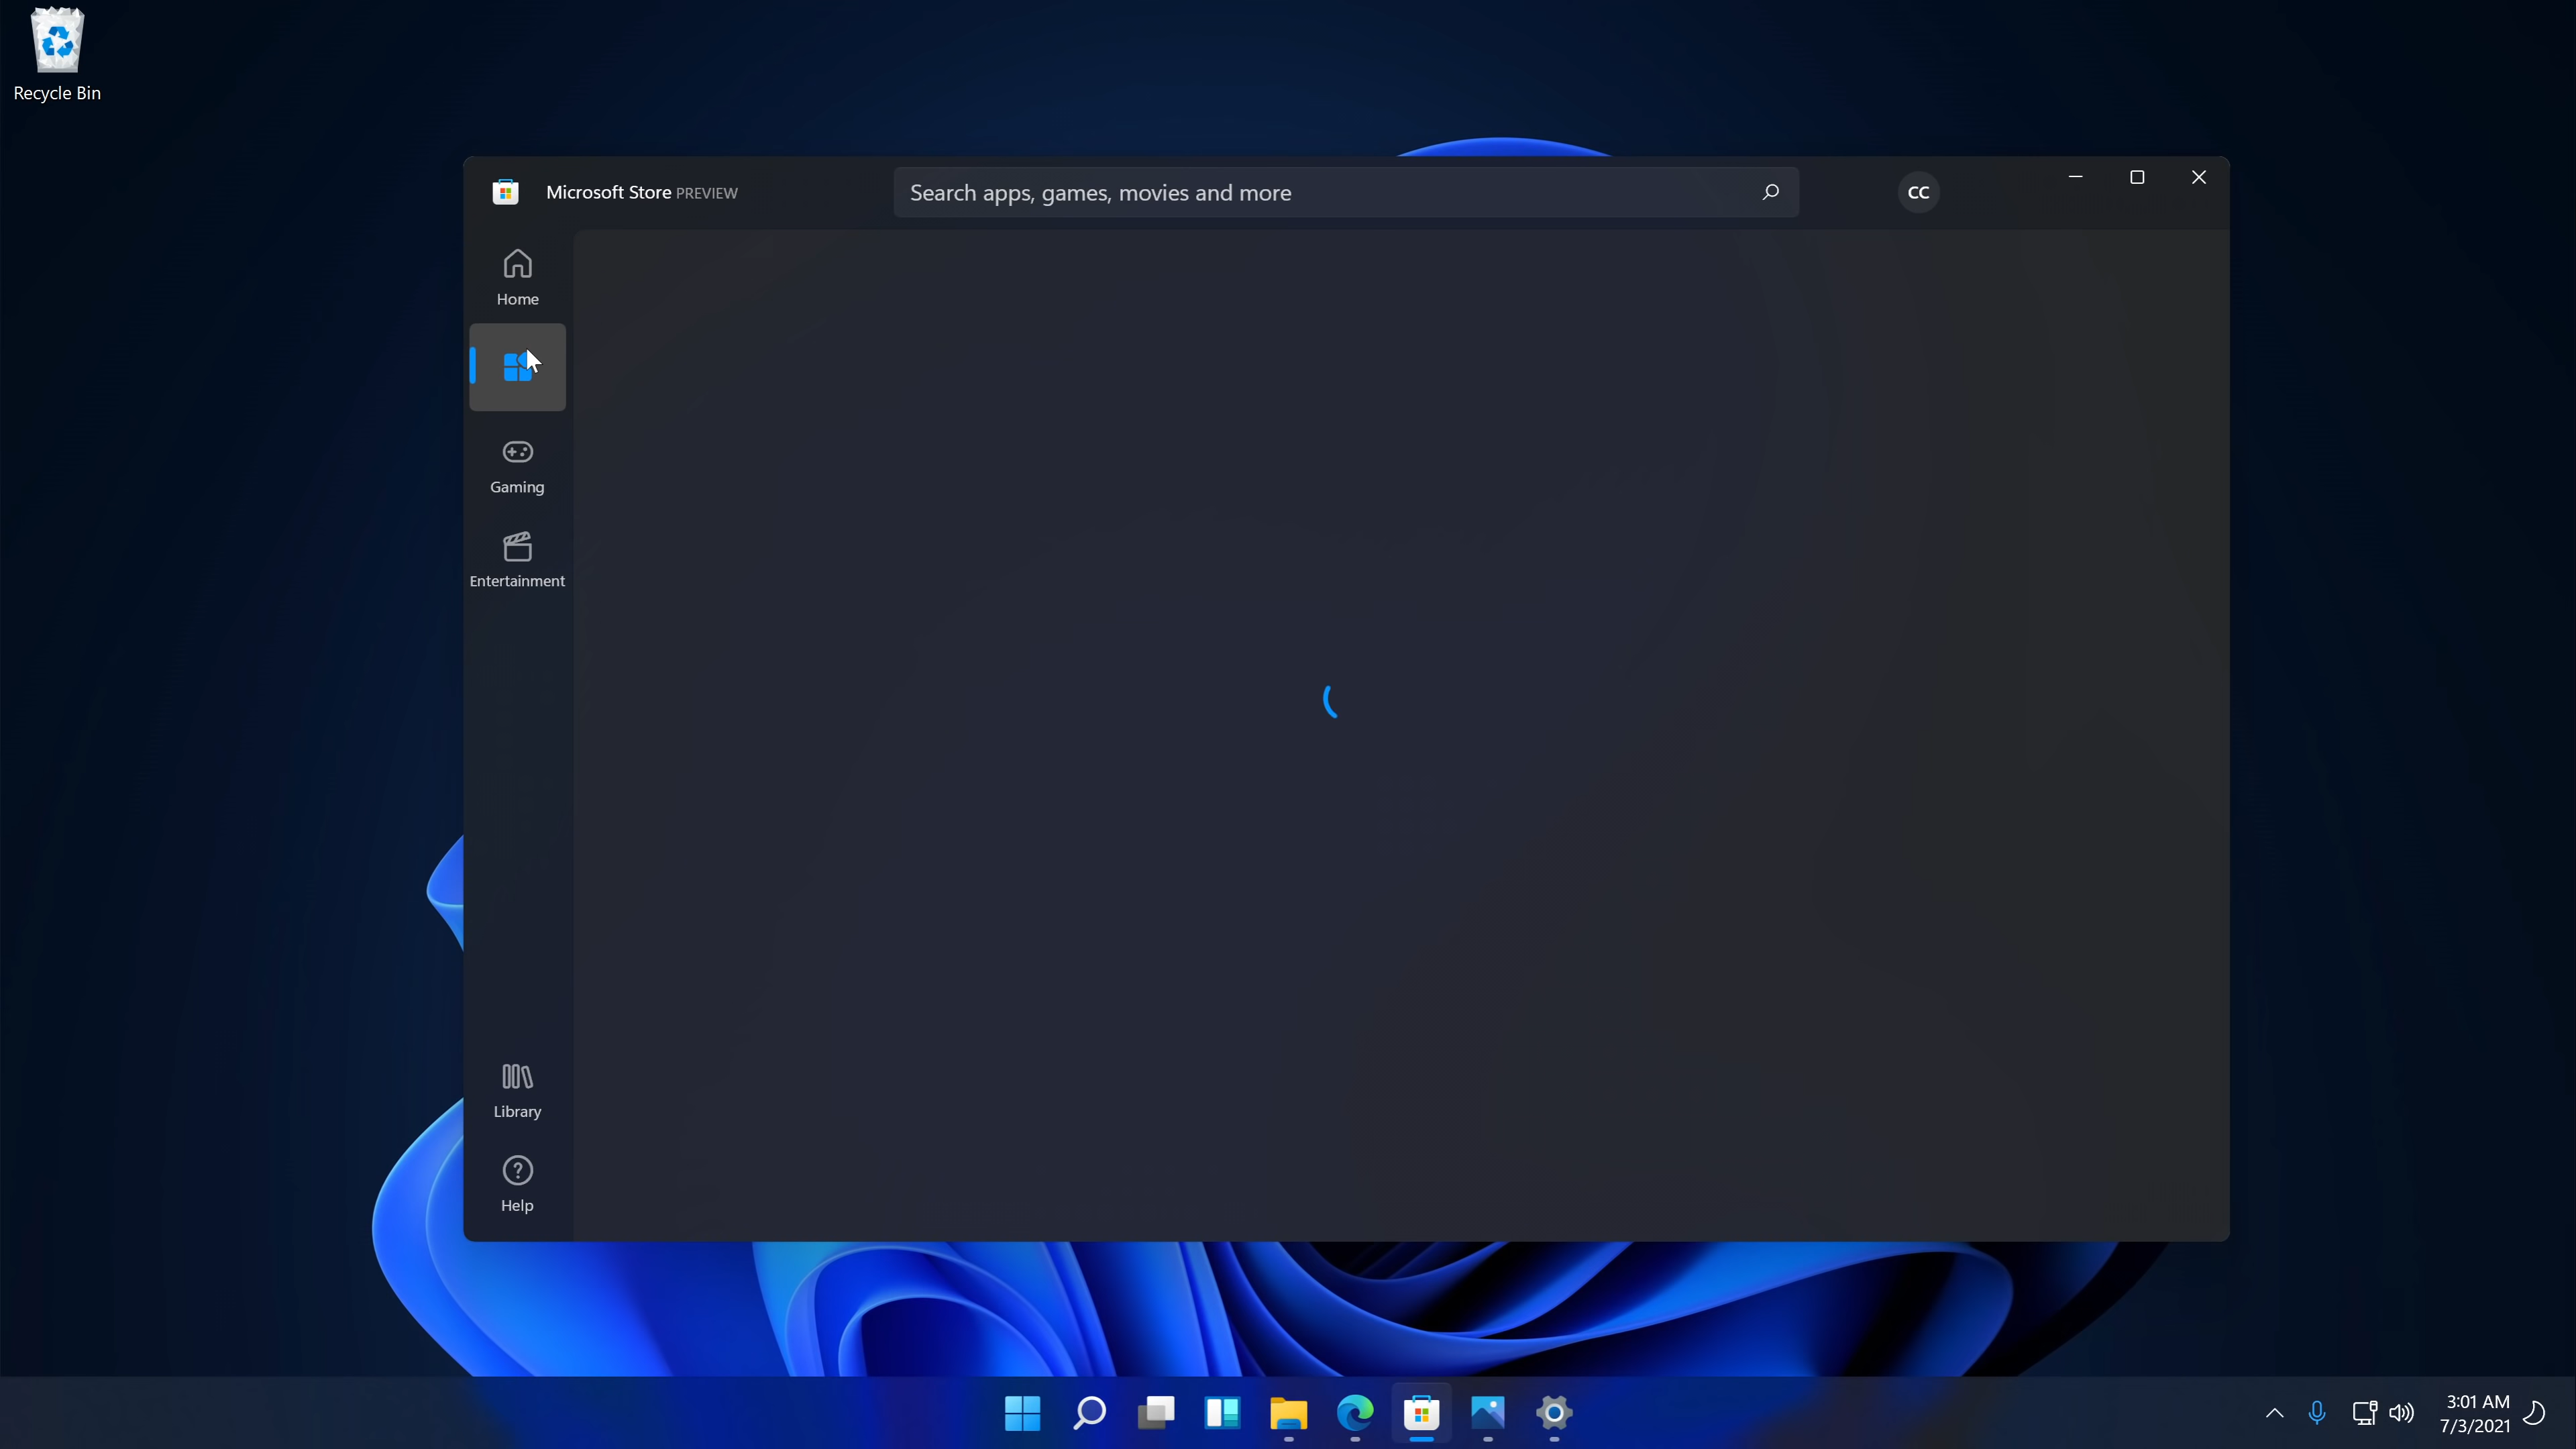 Recycle Bin
Microsoft Store PREVIEW
Search apps, games, movies and more
CC
Home
Gaming
Entertainment
Library
Help
3:01 AM
7/3/2021